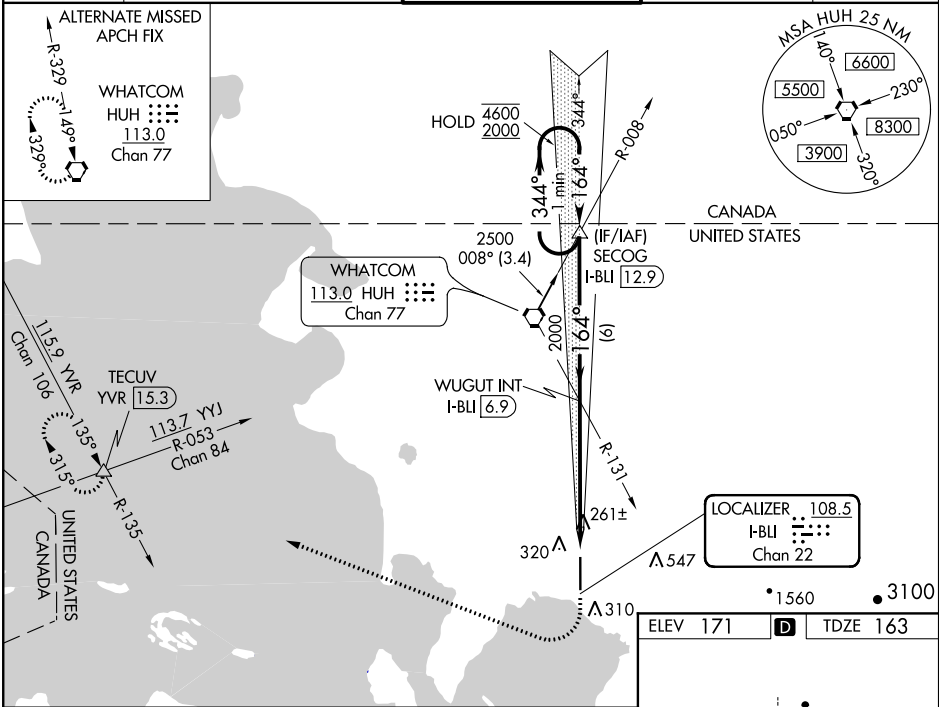 ALTERNATE MISSED
APCH FIX
R-329
149°
329°
WHATCOM
HUH
113.0
Chan 77
HOLD 4600
2000
344°
344°
1 min
164°
R-008
MSA HUH 25 NM
140°
6600
5500
230°
050°
8300
3900
320°
CANADA
UNITED STATES
2500
008° (3.4)
(IF/IAF)
SECOG
I-BLI 12.9
WHATCOM
113.0 HUH
Chan 77
2000
164°
(6)
115.9 YVR
Chan 106
TECUV
YVR 15.3
113.7 YYJ
R-053
Chan 84
135°
315°
R-135
WUGUT INT
I-BLI 6.9
R-131
UNITED STATES
CANADA
261±
320
547
310
LOCALIZER 108.5
I-BLI
Chan 22
1560
3100
ELEV 171 D TDZE 163